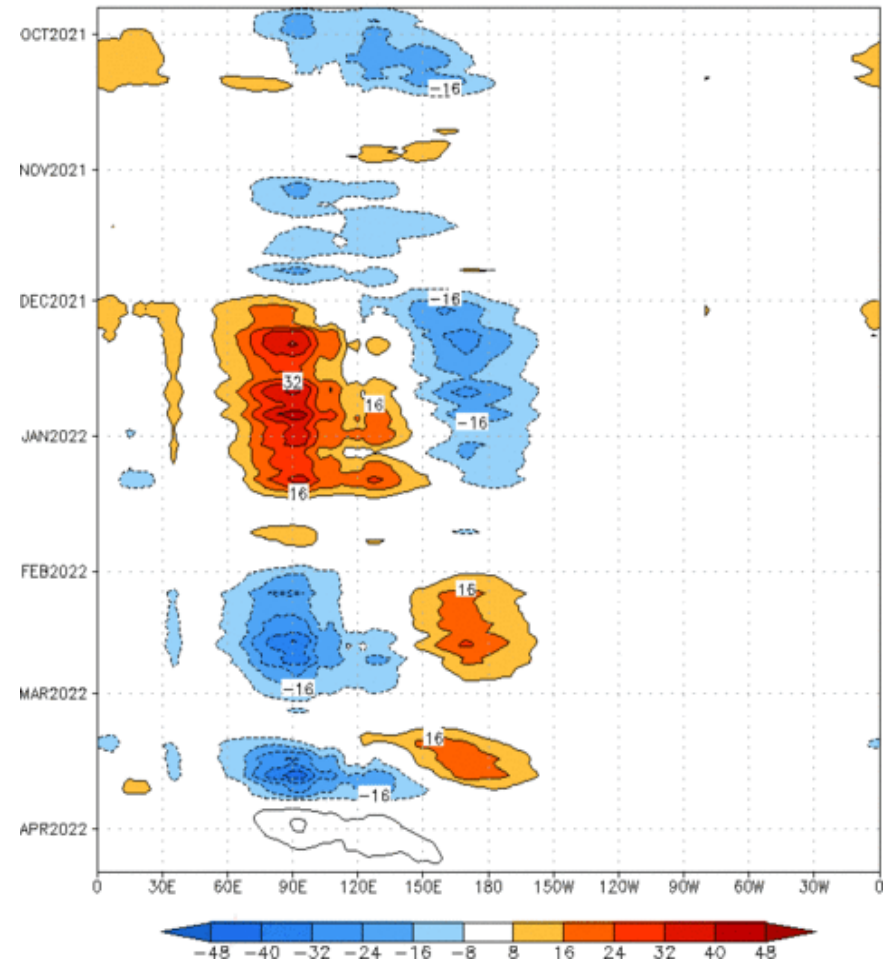 OCT2021
-16
NOV2021
DEC2021
-16
32
16
-16
JAN2022
16
FEB2022
16
-16
MAR2022
16
-16
APR2022
0 30E 60E 90E 120E 150E 180 150W 120W 90W 60W 30W 0
-48 -40 -32 -24 -16 -8 8 16 24 32 40 48